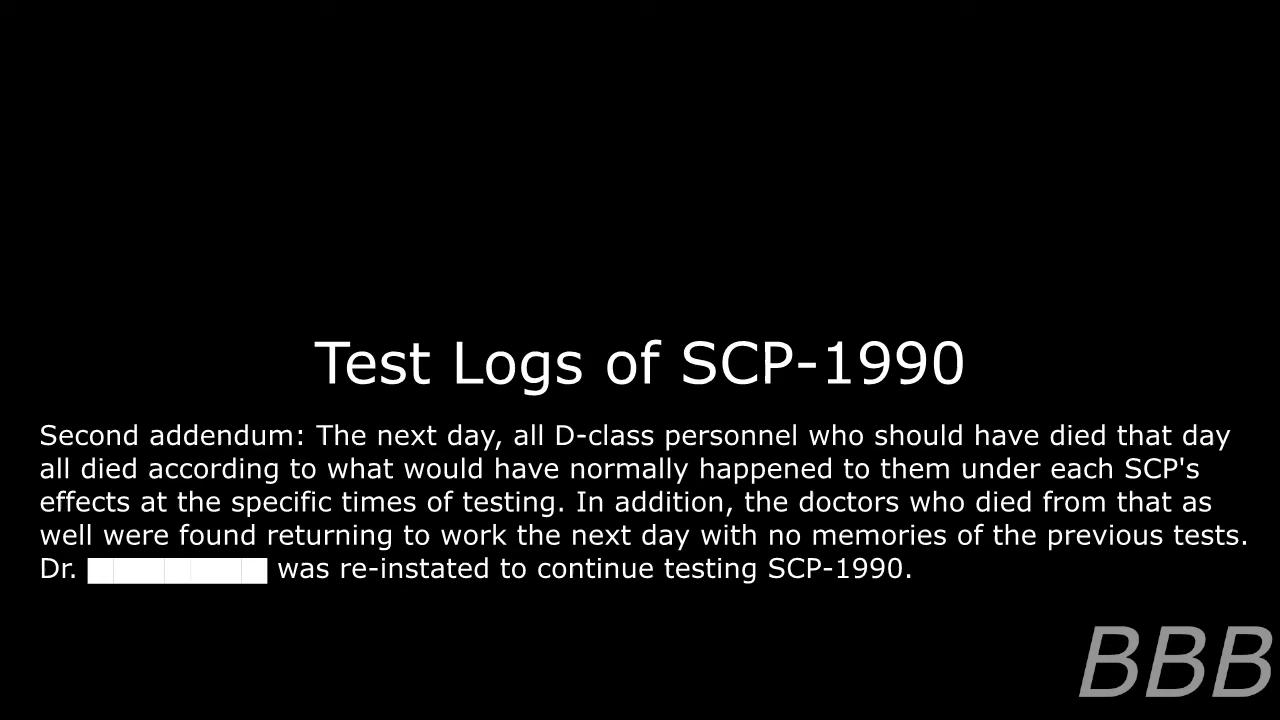 Test Logs of SCP-1990
Second addendum: The next day, all D-class personnel who should have died that day
all died according to what would have normally happened to them under each SCP's
effects at the specific times of testing. In addition, the doctors who died from that as
well were found returning to work the next day with no memories of the previous tests.
Dr. ███████ was re-instated to continue testing SCP-1990.
BBB